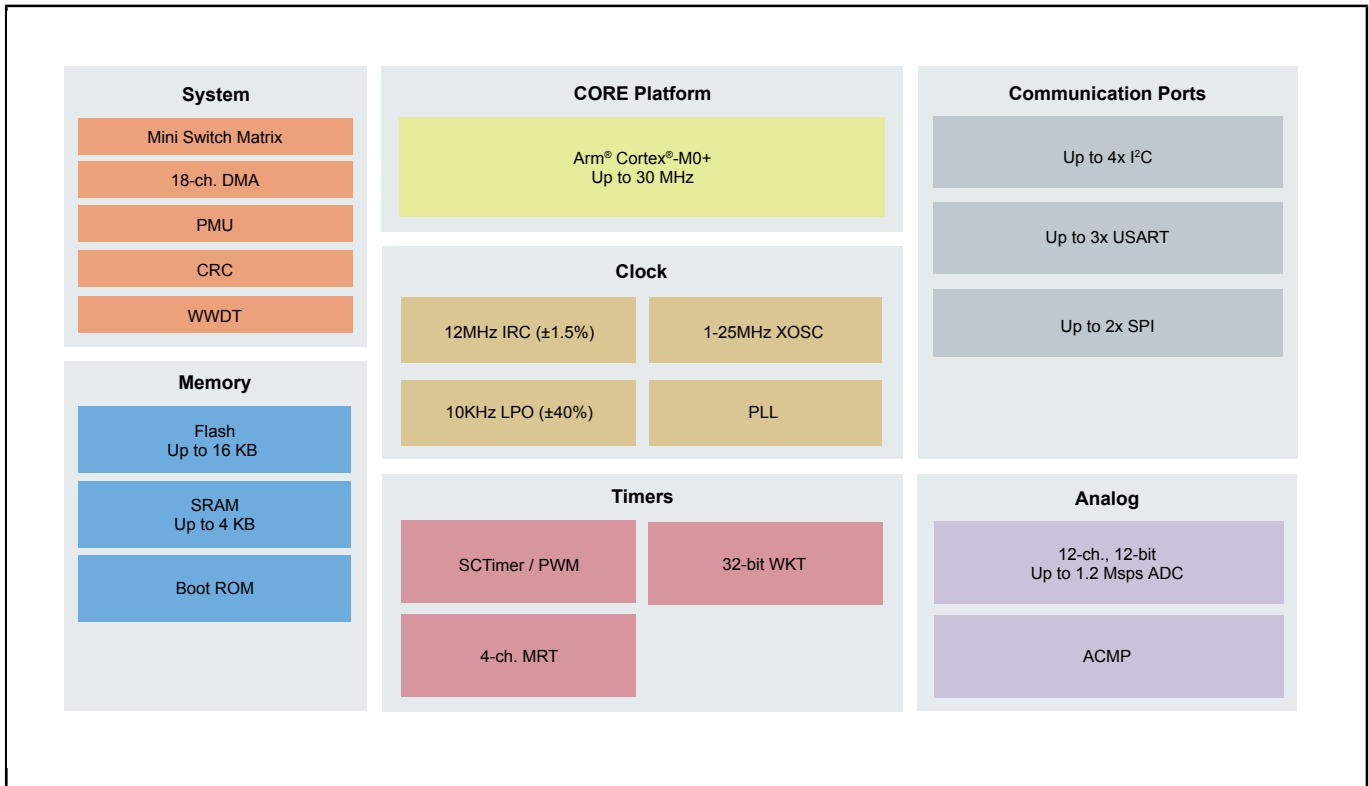 System
Mini Switch Matrix
18-ch. DMA
PMU
CRC
WWDT
Memory
Flash
Up to 16 KB
SRAM
Up to 4 KB
Boot ROM
CORE Platform
Arm® Cortex®-M0+
Up to 30 MHz
Clock
12MHz IRC (±1.5%)
1-25MHz XOSC
10KHz LPO (±40%)
PLL
Timers
SCTimer / PWM
32-bit WKT
4-ch. MRT
Communication Ports
Up to 4x I²C
Up to 3x USART
Up to 2x SPI
Analog
12-ch., 12-bit
Up to 1.2 Msps ADC
ACMP